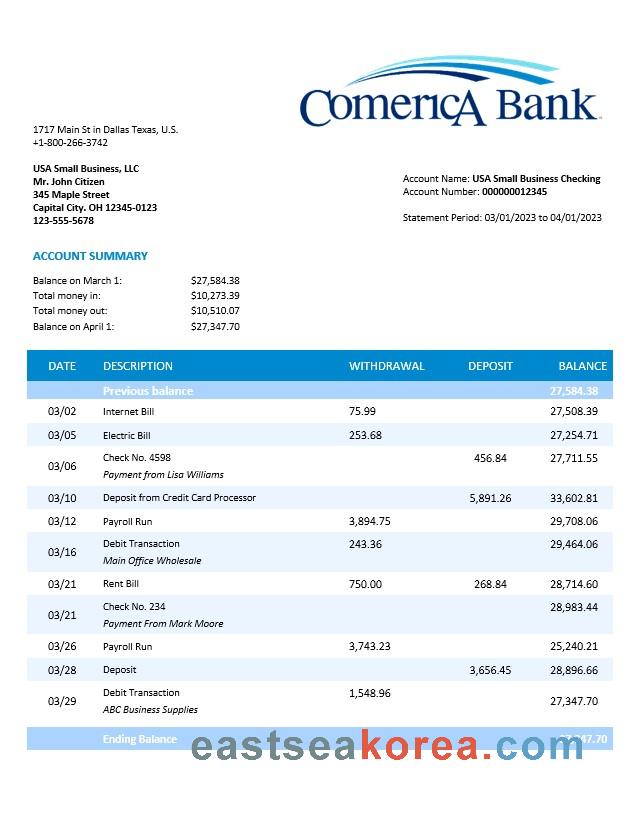 ComericA Bank
1717 Main St in Dallas Texas, U.S.
+1-800-266-3742
USA Small Business, LLC
Mr. John Citizen
345 Maple Street
Capital City. OH 12345-0123
123-555-5678
Account Name: USA Small Business Checking
Account Number: 000000012345
Statement Period: 03/01/2023 to 04/01/2023
ACCOUNT SUMMARY
Balance on March 1: $27,584.38
Total money in: $10,273.39
Total money out: $10,510.07
Balance on April 1: $27,347.70
DATE DESCRIPTION WITHDRAWAL DEPOSIT BALANCE
Previous balance 27,584.38
03/02 Internet Bill 75.99 27,508.39
03/05 Electric Bill 253.68 27,254.71
03/06 Check No. 4598 456.84 27,711.55
Payment from Lisa Williams
03/10 Deposit from Credit Card Processor 5,891.26 33,602.81
03/12 Payroll Run 3,894.75 29,708.06
03/16 Debit Transaction 243.36 29,464.06
Main Office Wholesale
03/21 Rent Bill 750.00 268.84 28,714.60
03/21 Check No. 234 28,983.44
Payment From Mark Moore
03/26 Payroll Run 3,743.23 25,240.21
03/28 Deposit 3,656.45 28,896.66
03/29 Debit Transaction 1,548.96 27,347.70
ABC Business Supplies
Ending Balance
eastseakorea.com